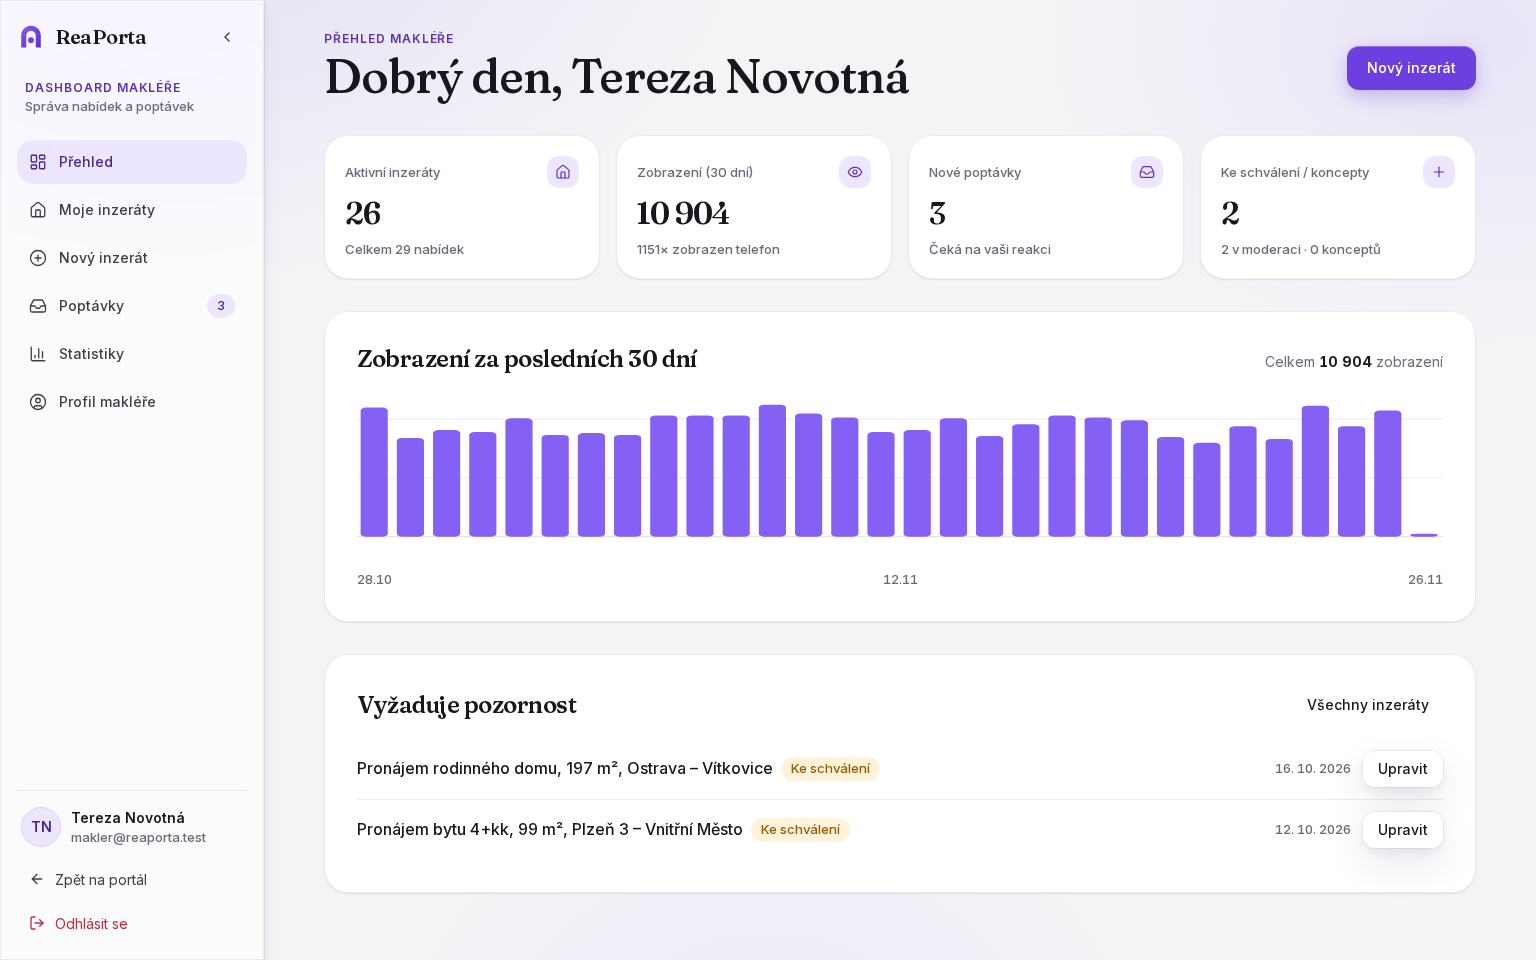 ReaPorta
DASHBOARD MAKLÉŘE
Správa nabídek a poptávek
Přehled
Moje inzeráty
Nový inzerát
Poptávky 3
Statistiky
Profil makléře
TN
Tereza Novotná
makler@reaporta.test
Zpět na portál
Odhlásit se
PŘEHLED MAKLÉŘE
Dobrý den, Tereza Novotná
Nový inzerát
Aktivní inzeráty
26
Celkem 29 nabídek
Zobrazení (30 dní)
10 904
1151× zobrazen telefon
Nové poptávky
3
Čeká na vaši reakci
Ke schválení / koncepty
2
2 v moderaci · 0 konceptů
Zobrazení za posledních 30 dní
Celkem 10 904 zobrazení
28.10 12.11 26.11
Vyžaduje pozornost
Všechny inzeráty
Pronájem rodinného domu, 197 m², Ostrava – Vítkovice Ke schválení 16. 10. 2026 Upravit
Pronájem bytu 4+kk, 99 m², Plzeň 3 – Vnitřní Město Ke schválení 12. 10. 2026 Upravit